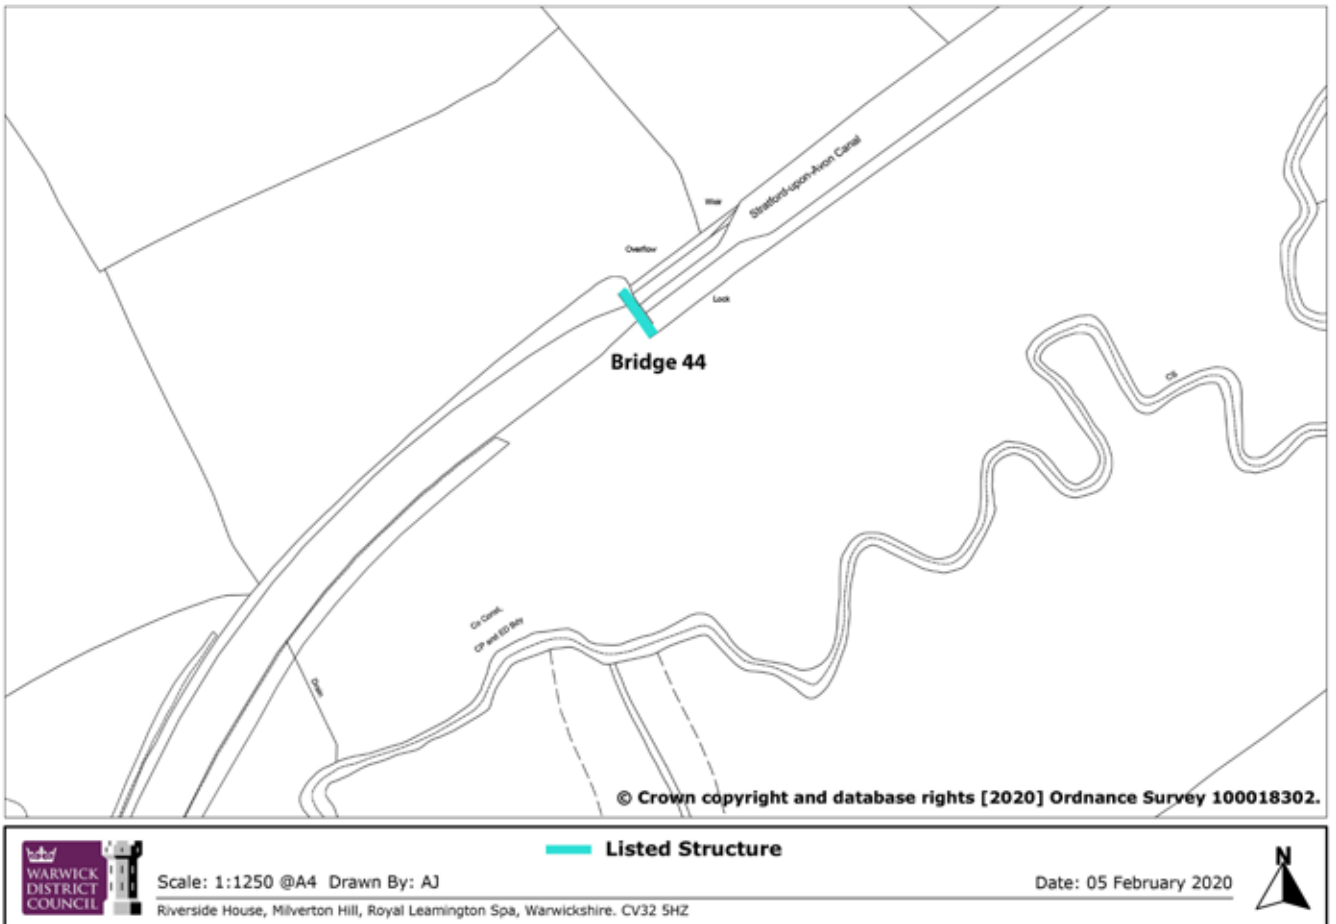 Stratford-upon-Avon Canal
Weir
Overflow
Lock
Bridge 44
CS
Co Const,
CP and ED Bdy
Drain
© Crown copyright and database rights [2020] Ordnance Survey 100018302.
WARWICK
DISTRICT
COUNCIL
Listed Structure
Scale: 1:1250 @A4 Drawn By: AJ
Date: 05 February 2020
N
Riverside House, Milverton Hill, Royal Leamington Spa, Warwickshire. CV32 5HZ